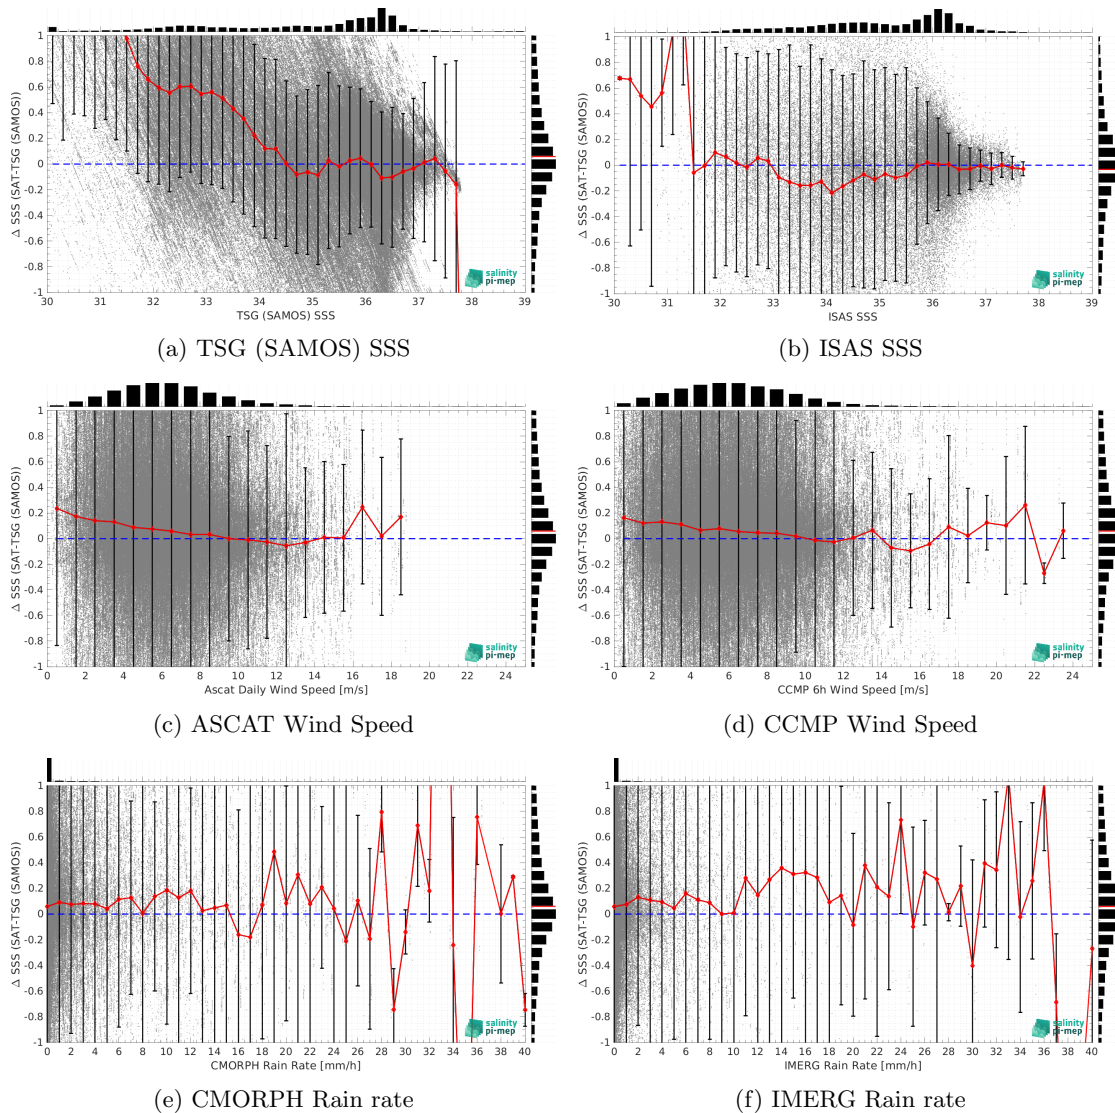 Δ SSS (SAT-TSG (SAMOS))
1
0.8
0.6
0.4
0.2
0
-0.2
-0.4
-0.6
-0.8
-1
30 31 32 33 34 35 36 37 38 39
TSG (SAMOS) SSS
salinity
pi-mep
(a) TSG (SAMOS) SSS
Δ SSS (SAT-TSG (SAMOS))
1
0.8
0.6
0.4
0.2
0
-0.2
-0.4
-0.6
-0.8
-1
30 31 32 33 34 35 36 37 38 39
ISAS SSS
salinity
pi-mep
(b) ISAS SSS
Δ SSS (SAT-TSG (SAMOS))
1
0.8
0.6
0.4
0.2
0
-0.2
-0.4
-0.6
-0.8
-1
0 2 4 6 8 10 12 14 16 18 20 22 24
Ascat Daily Wind Speed [m/s]
salinity
pi-mep
(c) ASCAT Wind Speed
Δ SSS (SAT-TSG (SAMOS))
1
0.8
0.6
0.4
0.2
0
-0.2
-0.4
-0.6
-0.8
-1
0 2 4 6 8 10 12 14 16 18 20 22 24
CCMP 6h Wind Speed [m/s]
salinity
pi-mep
(d) CCMP Wind Speed
Δ SSS (SAT-TSG (SAMOS))
1
0.8
0.6
0.4
0.2
0
-0.2
-0.4
-0.6
-0.8
-1
0 2 4 6 8 10 12 14 16 18 20 22 24 26 28 30 32 34 36 38 40
CMORPH Rain Rate [mm/h]
salinity
pi-mep
(e) CMORPH Rain rate
Δ SSS (SAT-TSG (SAMOS))
1
0.8
0.6
0.4
0.2
0
-0.2
-0.4
-0.6
-0.8
-1
0 2 4 6 8 10 12 14 16 18 20 22 24 26 28 30 32 34 36 38 40
IMERG Rain Rate [mm/h]
salinity
pi-mep
(f) IMERG Rain rate